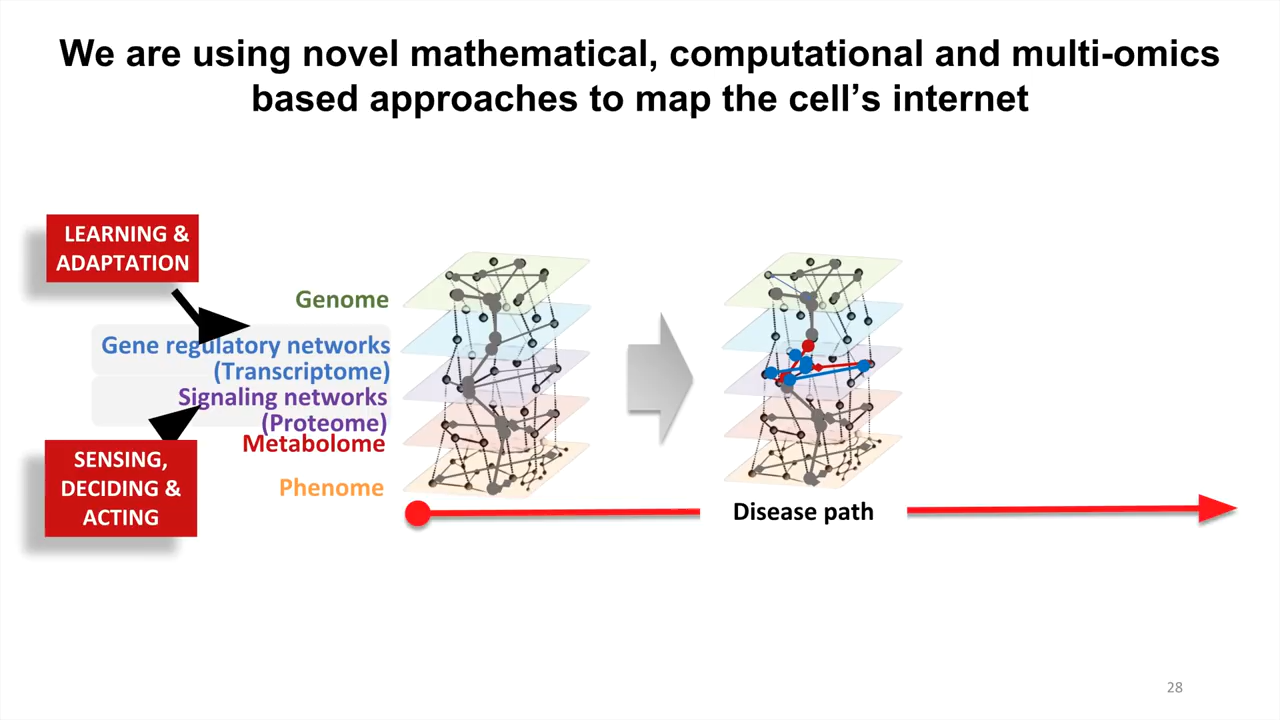 We are using novel mathematical, computational and multi-omics
based approaches to map the cell’s internet
LEARNING &
ADAPTATION
Genome
Gene regulatory networks
(Transcriptome)
Signaling networks
(Proteome)
Metabolome
SENSING,
DECIDING &
ACTING
Phenome
Disease path
28